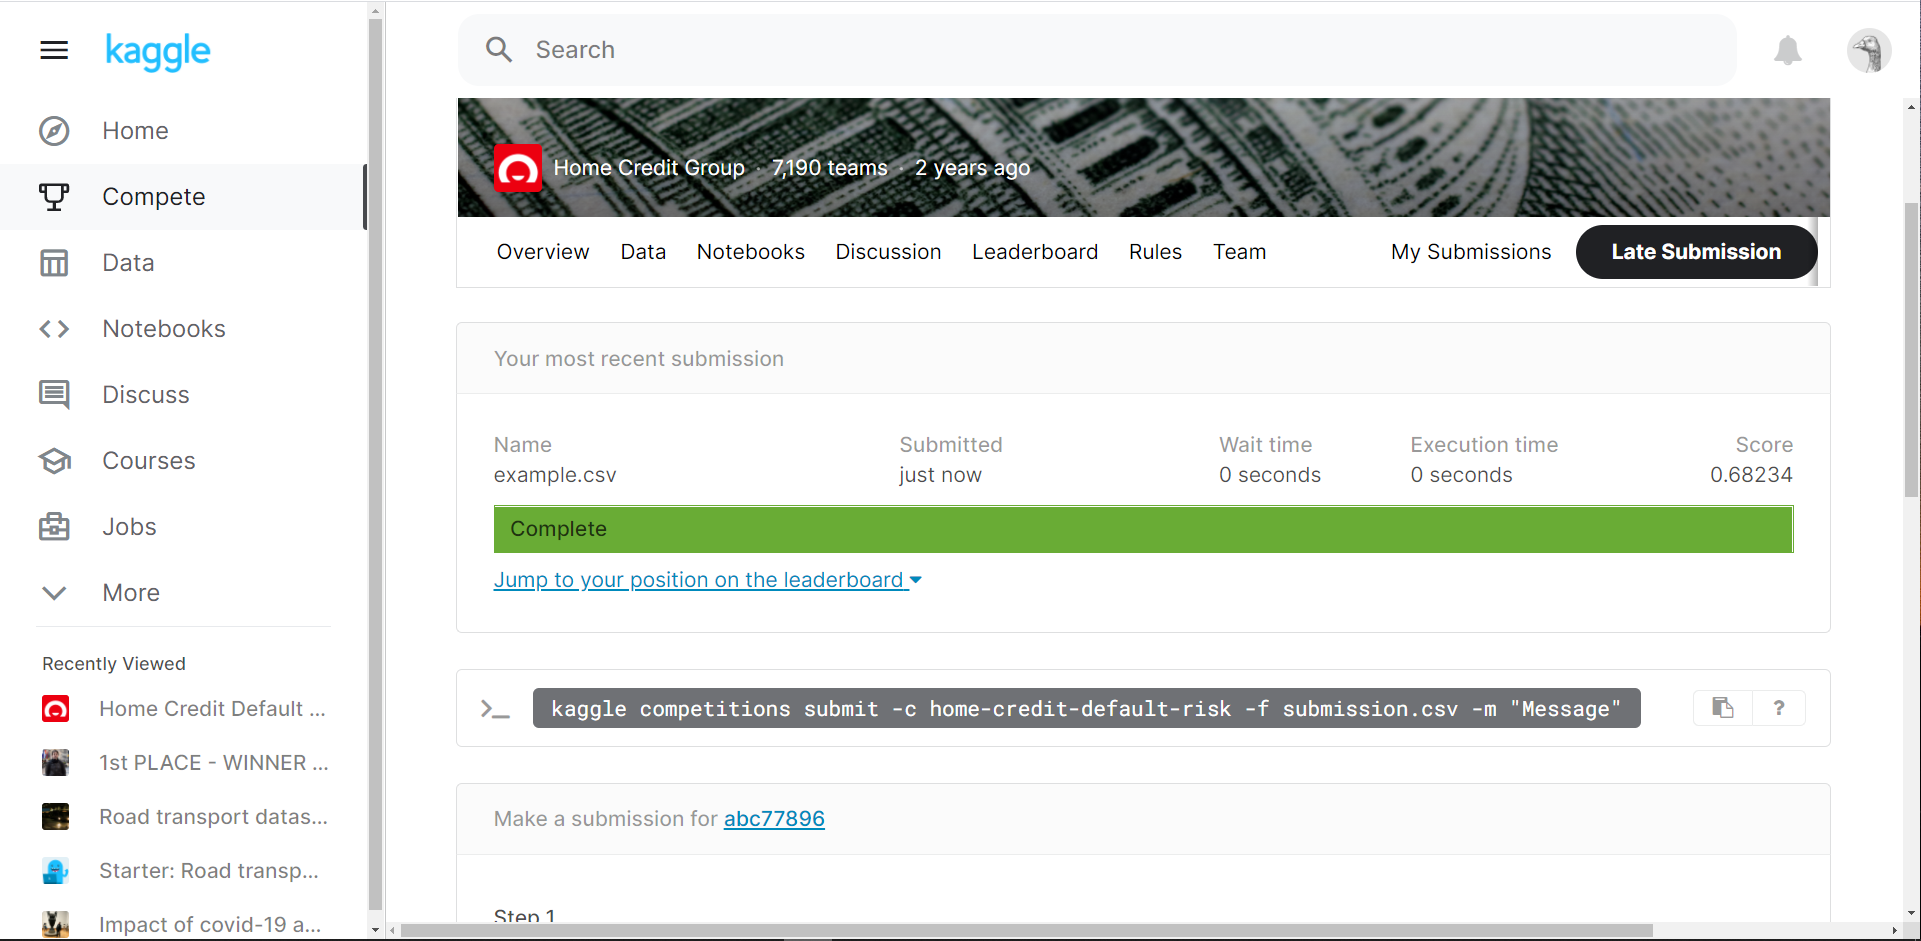 kaggle
Search
Home
Compete
Data
Notebooks
Discuss
Courses
Jobs
More
Recently Viewed
Home Credit Default ...
1st PLACE - WINNER ...
Road transport datas...
Starter: Road transp...
Impact of covid-19 a...
Home Credit Group · 7,190 teams · 2 years ago
Overview Data Notebooks Discussion Leaderboard Rules Team My Submissions Late Submission
Your most recent submission
Name Submitted Wait time Execution time Score
example.csv just now 0 seconds 0 seconds 0.68234
Complete
Jump to your position on the leaderboard
>_ kaggle competitions submit -c home-credit-default-risk -f submission.csv -m "Message" ?
Make a submission for abc77896
Step 1